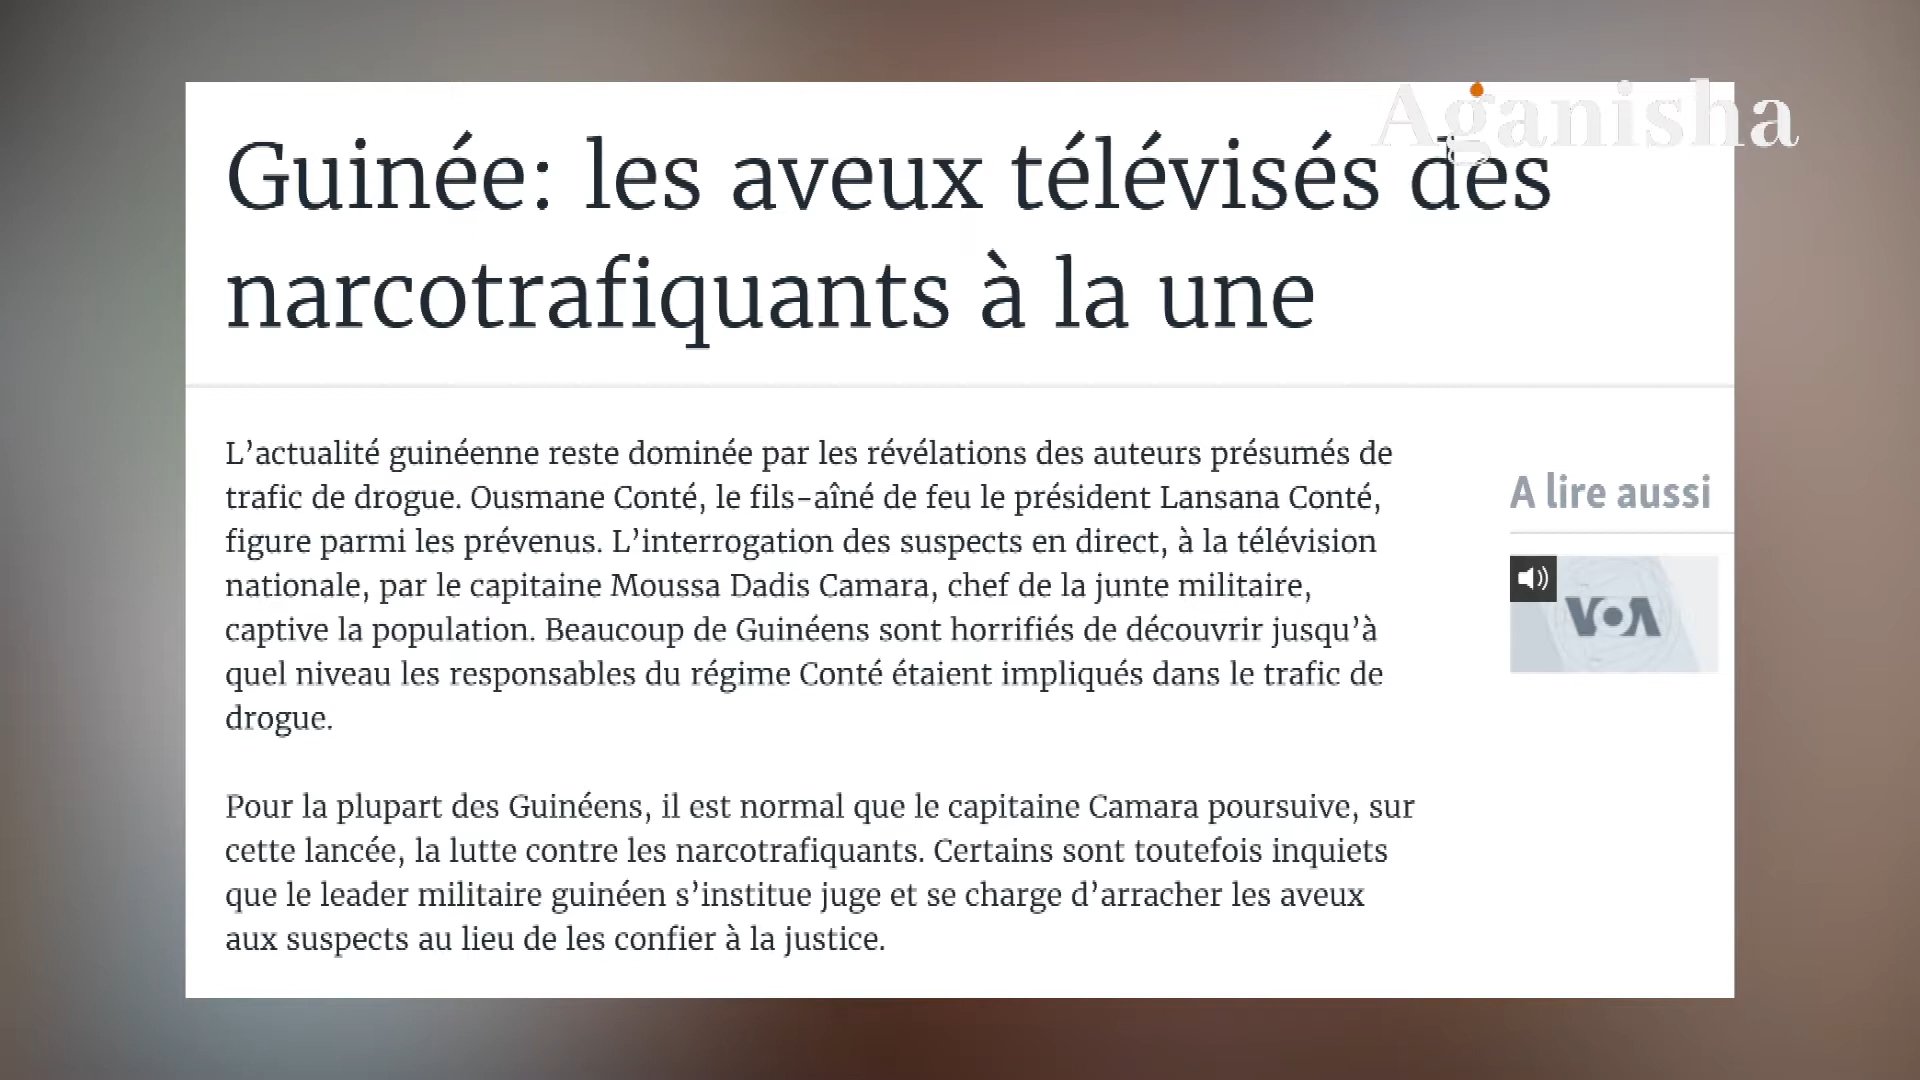 Aganisha
Guinée: les aveux télévisés des
narcotrafiquants à la une
L’actualité guinéenne reste dominée par les révélations des auteurs présumés de
trafic de drogue. Ousmane Conté, le fils-aîné de feu le président Lansana Conté,
figure parmi les prévenus. L’interrogation des suspects en direct, à la télévision
nationale, par le capitaine Moussa Dadis Camara, chef de la junte militaire,
captive la population. Beaucoup de Guinéens sont horrifiés de découvrir jusqu’à
quel niveau les responsables du régime Conté étaient impliqués dans le trafic de
drogue.
Pour la plupart des Guinéens, il est normal que le capitaine Camara poursuive, sur
cette lancée, la lutte contre les narcotrafiquants. Certains sont toutefois inquiets
que le leader militaire guinéen s’institue juge et se charge d’arracher les aveux
aux suspects au lieu de les confier à la justice.
A lire aussi
VOA